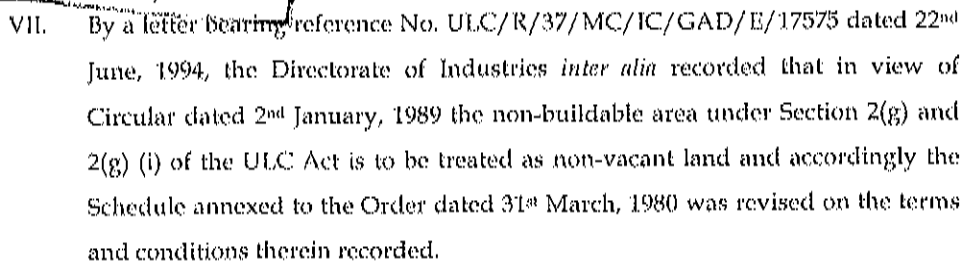 VII. By a letter bearing reference No. ULC/R/37/MC/IC/GAD/E/17575 dated 22nd
June, 1994, the Directorate of Industries inter alia recorded that in view of
Circular dated 2nd January, 1989 the non-buildable area under Section 2(g) and
2(g) (i) of the ULC Act is to be treated as non-vacant land and accordingly the
Schedule annexed to the Order dated 31st March, 1980 was revised on the terms
and conditions therein recorded.